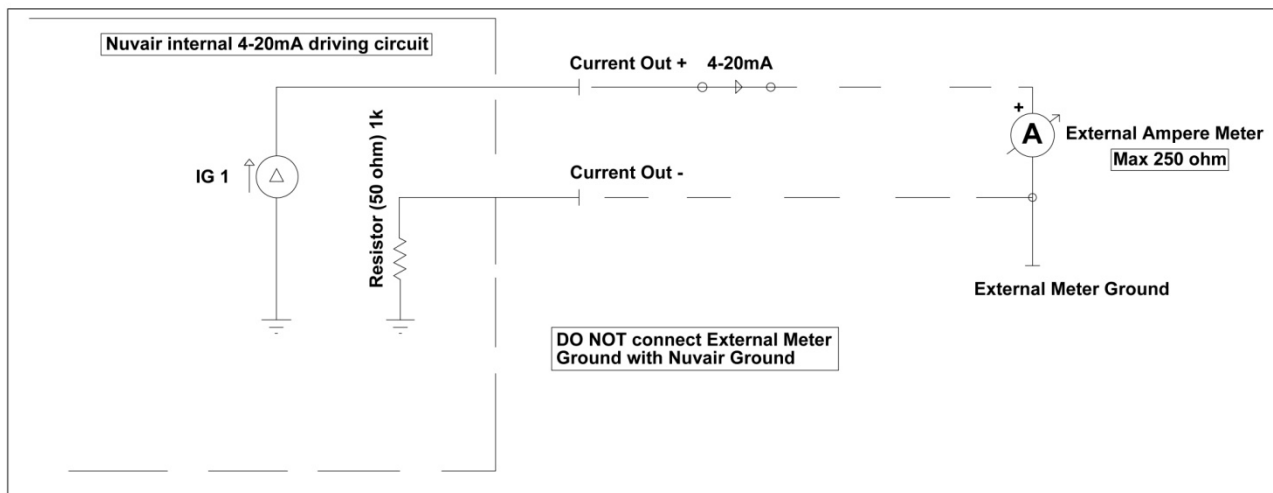 Nuvair internal 4-20mA driving circuit
Current Out + 4-20mA
+
A
External Ampere Meter
Max 250 ohm
IG 1
Resistor (50 ohm) 1k
Current Out -
External Meter Ground
DO NOT connect External Meter
Ground with Nuvair Ground